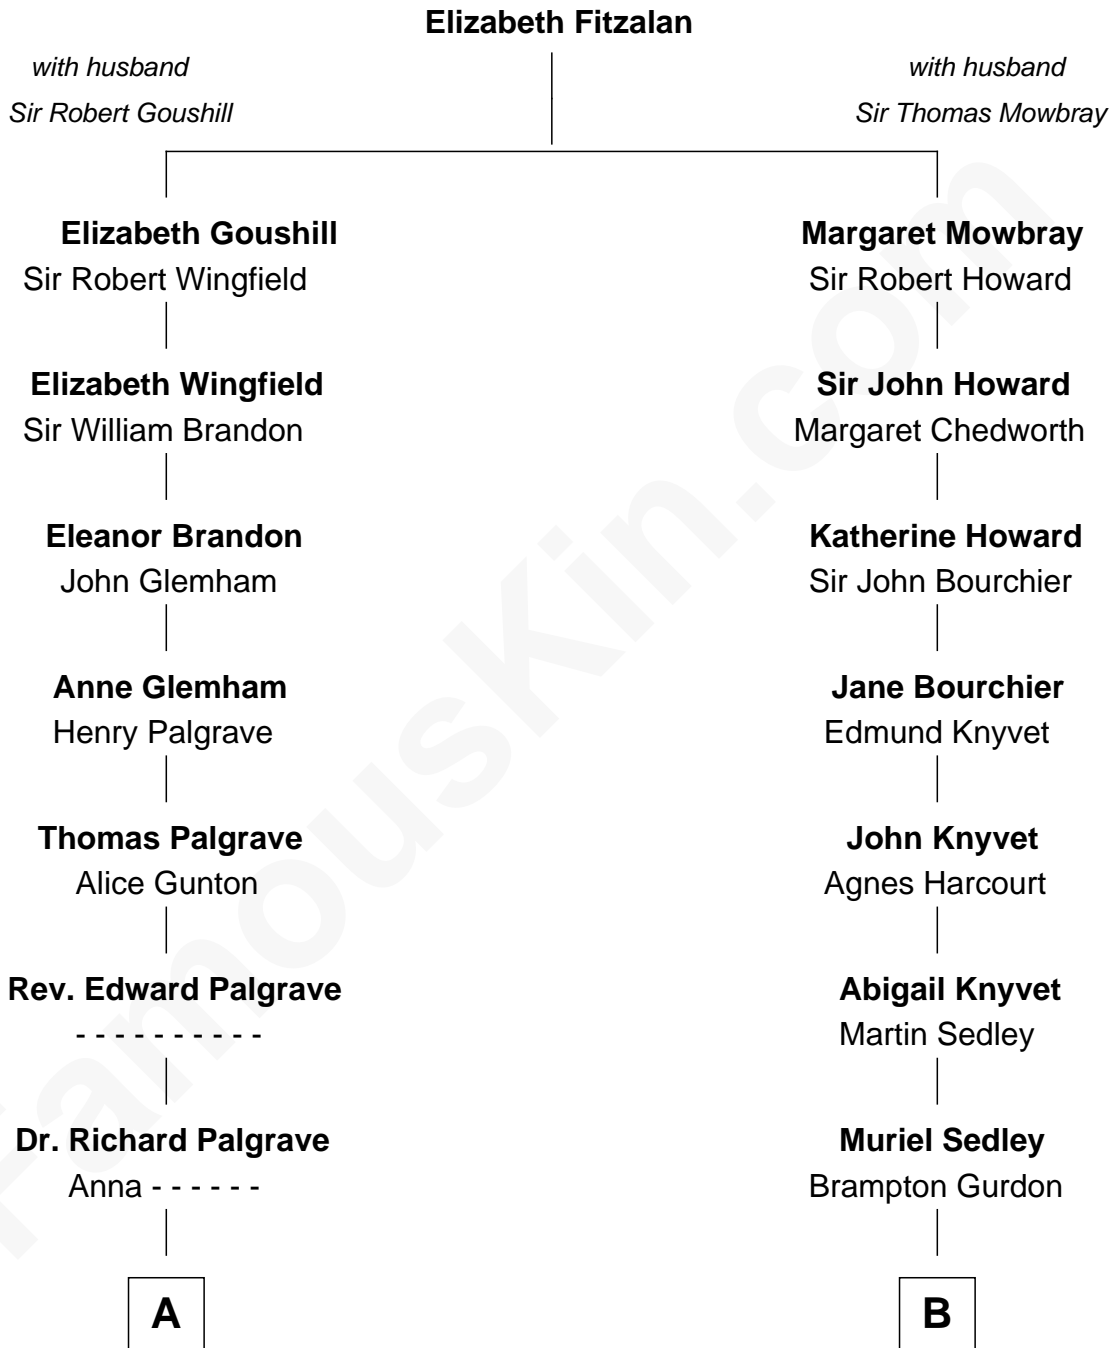 Elizabeth Fitzalan
with husband
Sir Robert Goushill
with husband
Sir Thomas Mowbray
Elizabeth Goushill
Sir Robert Wingfield
Margaret Mowbray
Sir Robert Howard
Elizabeth Wingfield
Sir William Brandon
Sir John Howard
Margaret Chedworth
Eleanor Brandon
John Glemham
Katherine Howard
Sir John Bourchier
Anne Glemham
Henry Palgrave
Jane Bourchier
Edmund Knyvet
Thomas Palgrave
Alice Gunton
John Knyvet
Agnes Harcourt
Rev. Edward Palgrave
- - - - - - - - - -
Abigail Knyvet
Martin Sedley
Dr. Richard Palgrave
Anna - - - - - -
Muriel Sedley
Brampton Gurdon
A
B
FamousKin.com